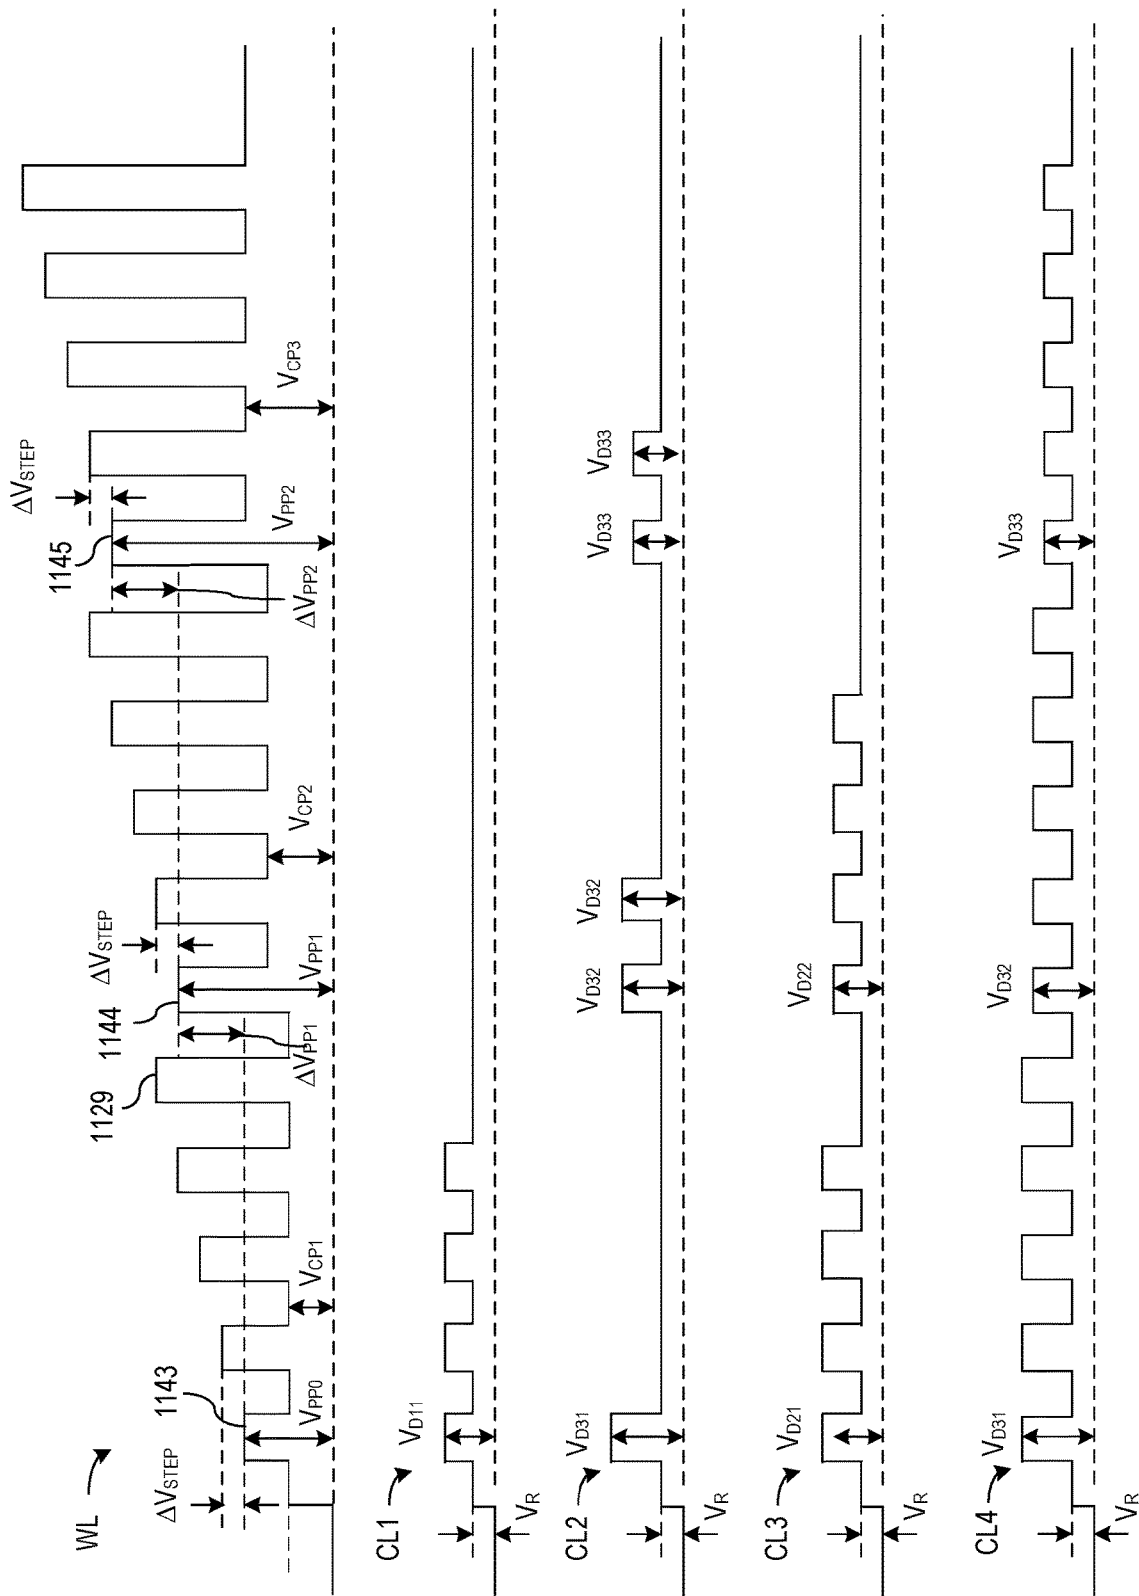 WL
ΔVSTEP
1143
VPP0
VCP1
1129
ΔVPP1
1144
VPP1
ΔVSTEP
VCP2
ΔVPP2
1145
VPP2
ΔVSTEP
VCP3
CL1
VR
VD11
CL2
VR
VD31
VD32
VD32
VD33
VD33
CL3
VR
VD21
VD22
CL4
VR
VD31
VD32
VD33